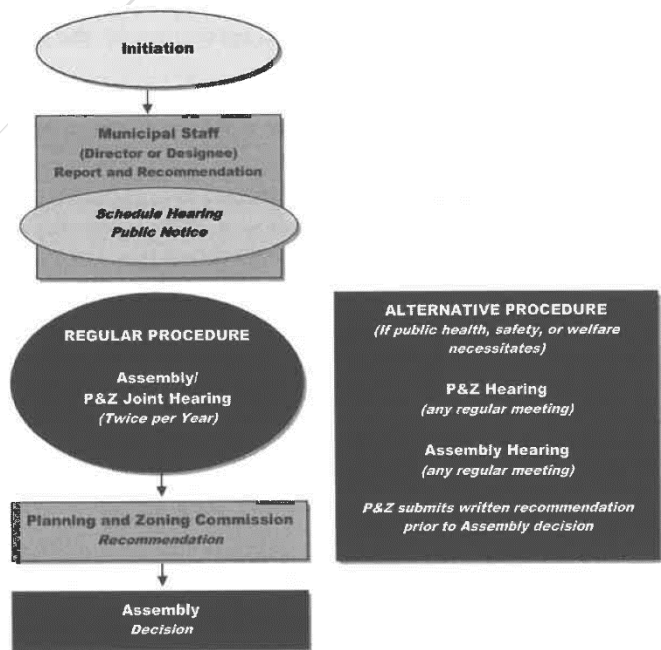 Initiation
Municipal Staff
(Director or Designee)
Report and Recommendation
Schedule Hearing
Public Notice
REGULAR PROCEDURE
Assembly/
P&Z Joint Hearing
(Twice per Year)
Planning and Zoning Commission
Recommendation
Assembly
Decision
ALTERNATIVE PROCEDURE
(If public health, safety, or welfare
necessitates)
P&Z Hearing
(any regular meeting)
Assembly Hearing
(any regular meeting)
P&Z submits written recommendation
prior to Assembly decision